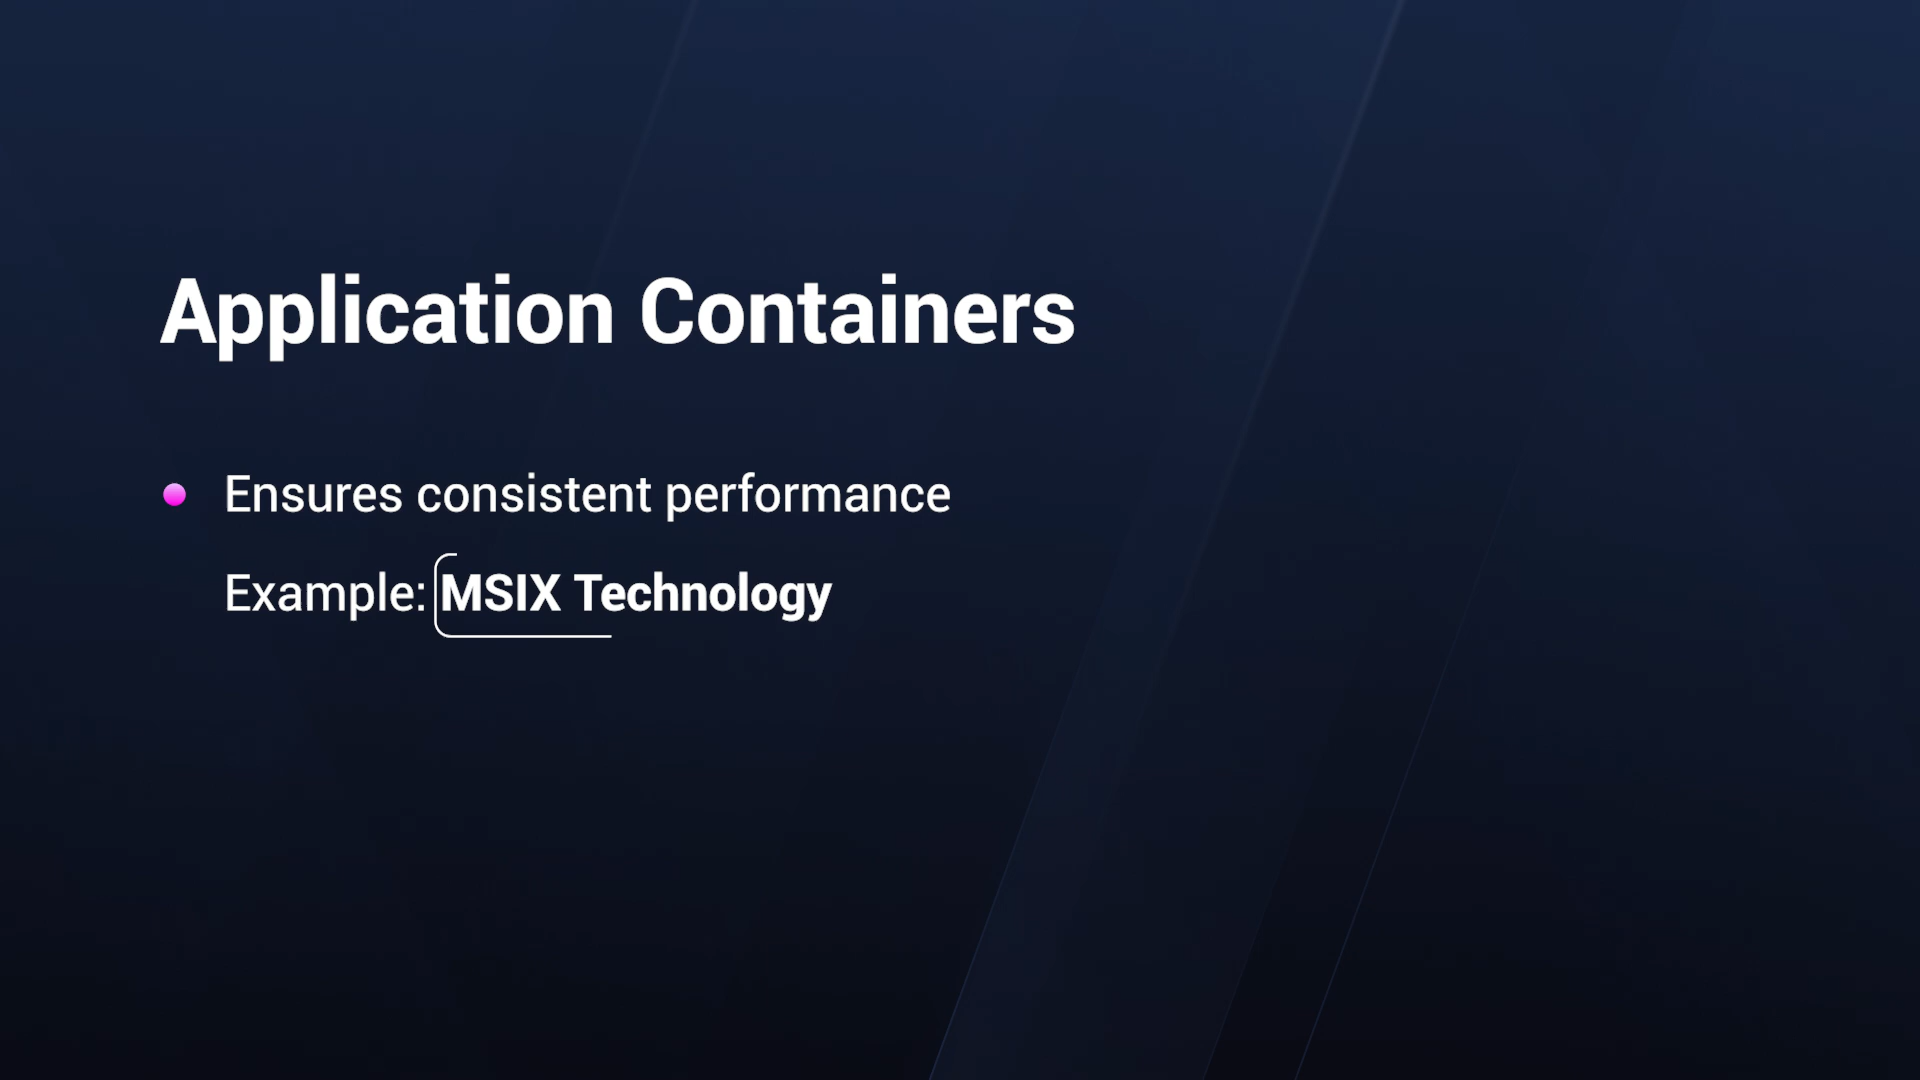 Application Containers
Ensures consistent performance
Example: MSIX Technology